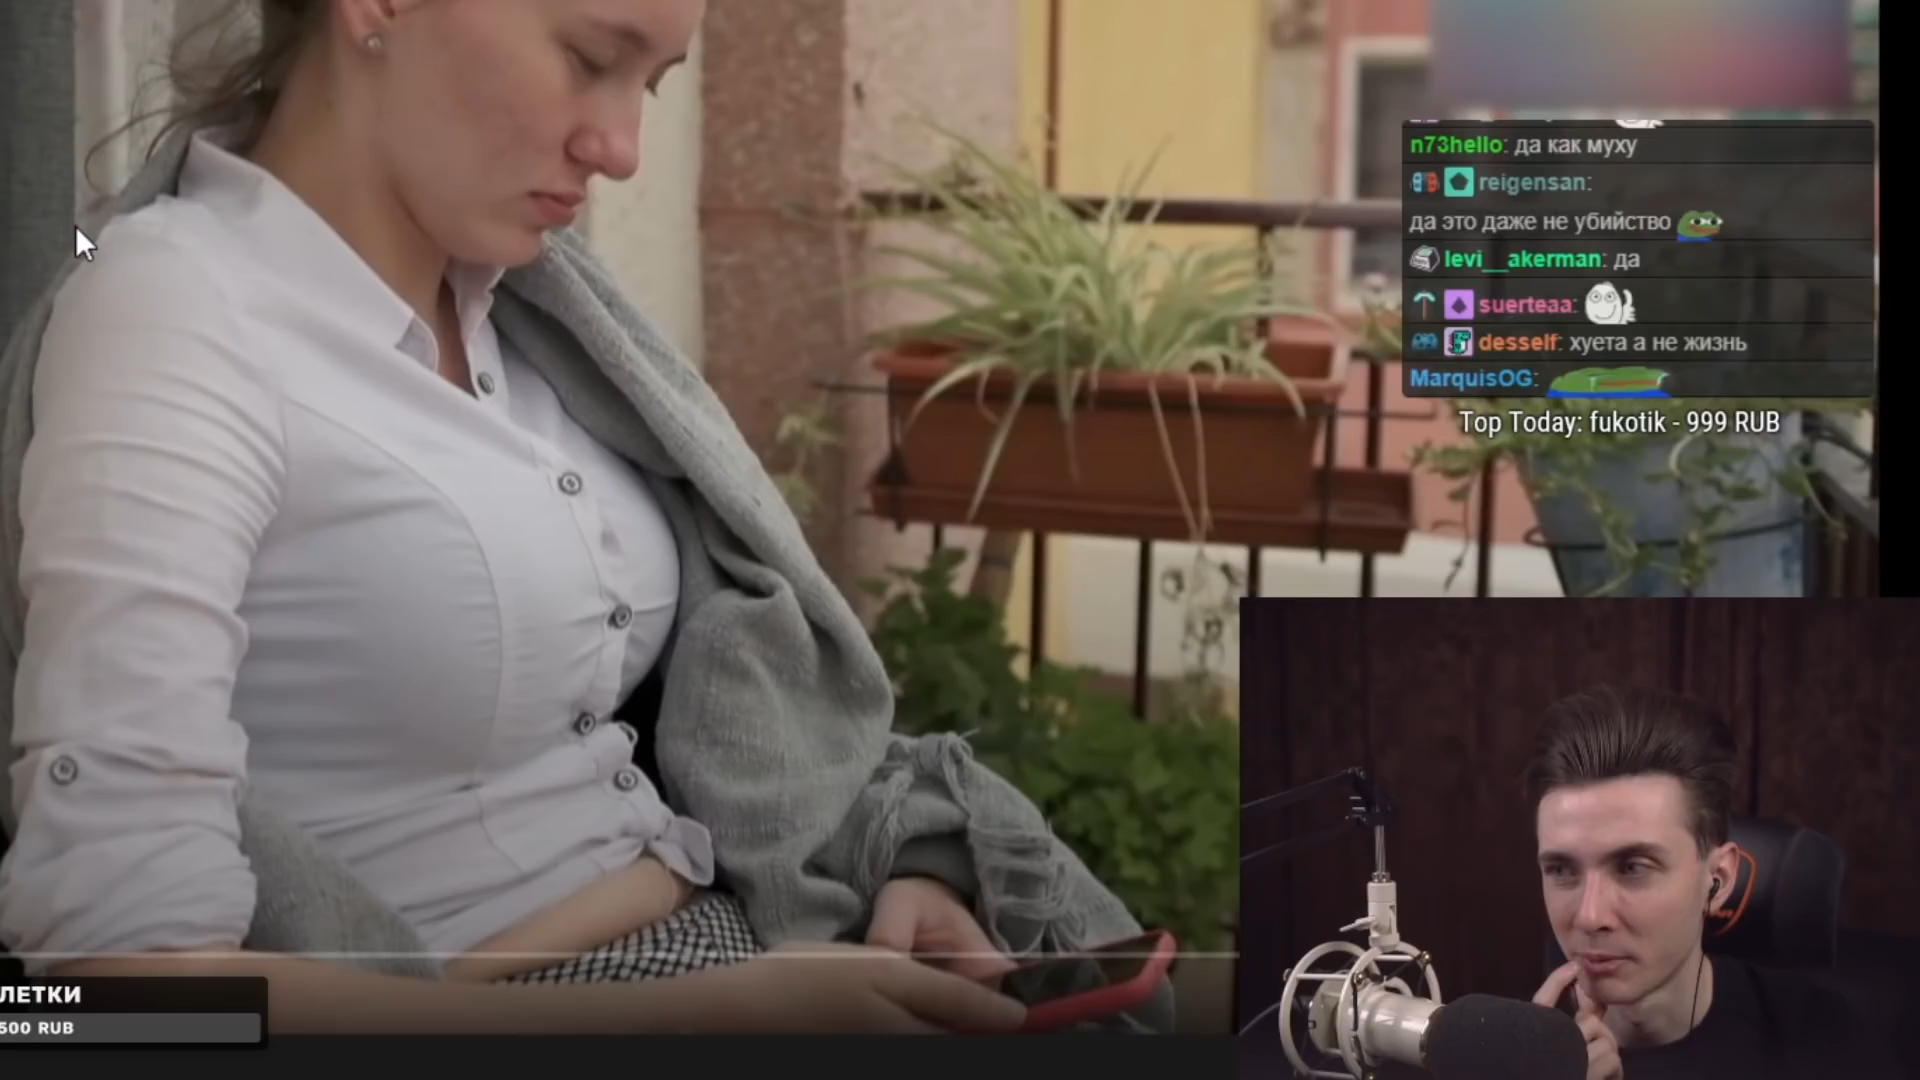 n73hello: да как муху
reigensan:
да это даже не убийство
levi__akerman: да
suerteaa:
desself: хуета а не жизнь
MarquisOG:
Top Today: fukotik - 999 RUB
ЛЕТКИ
500 RUB